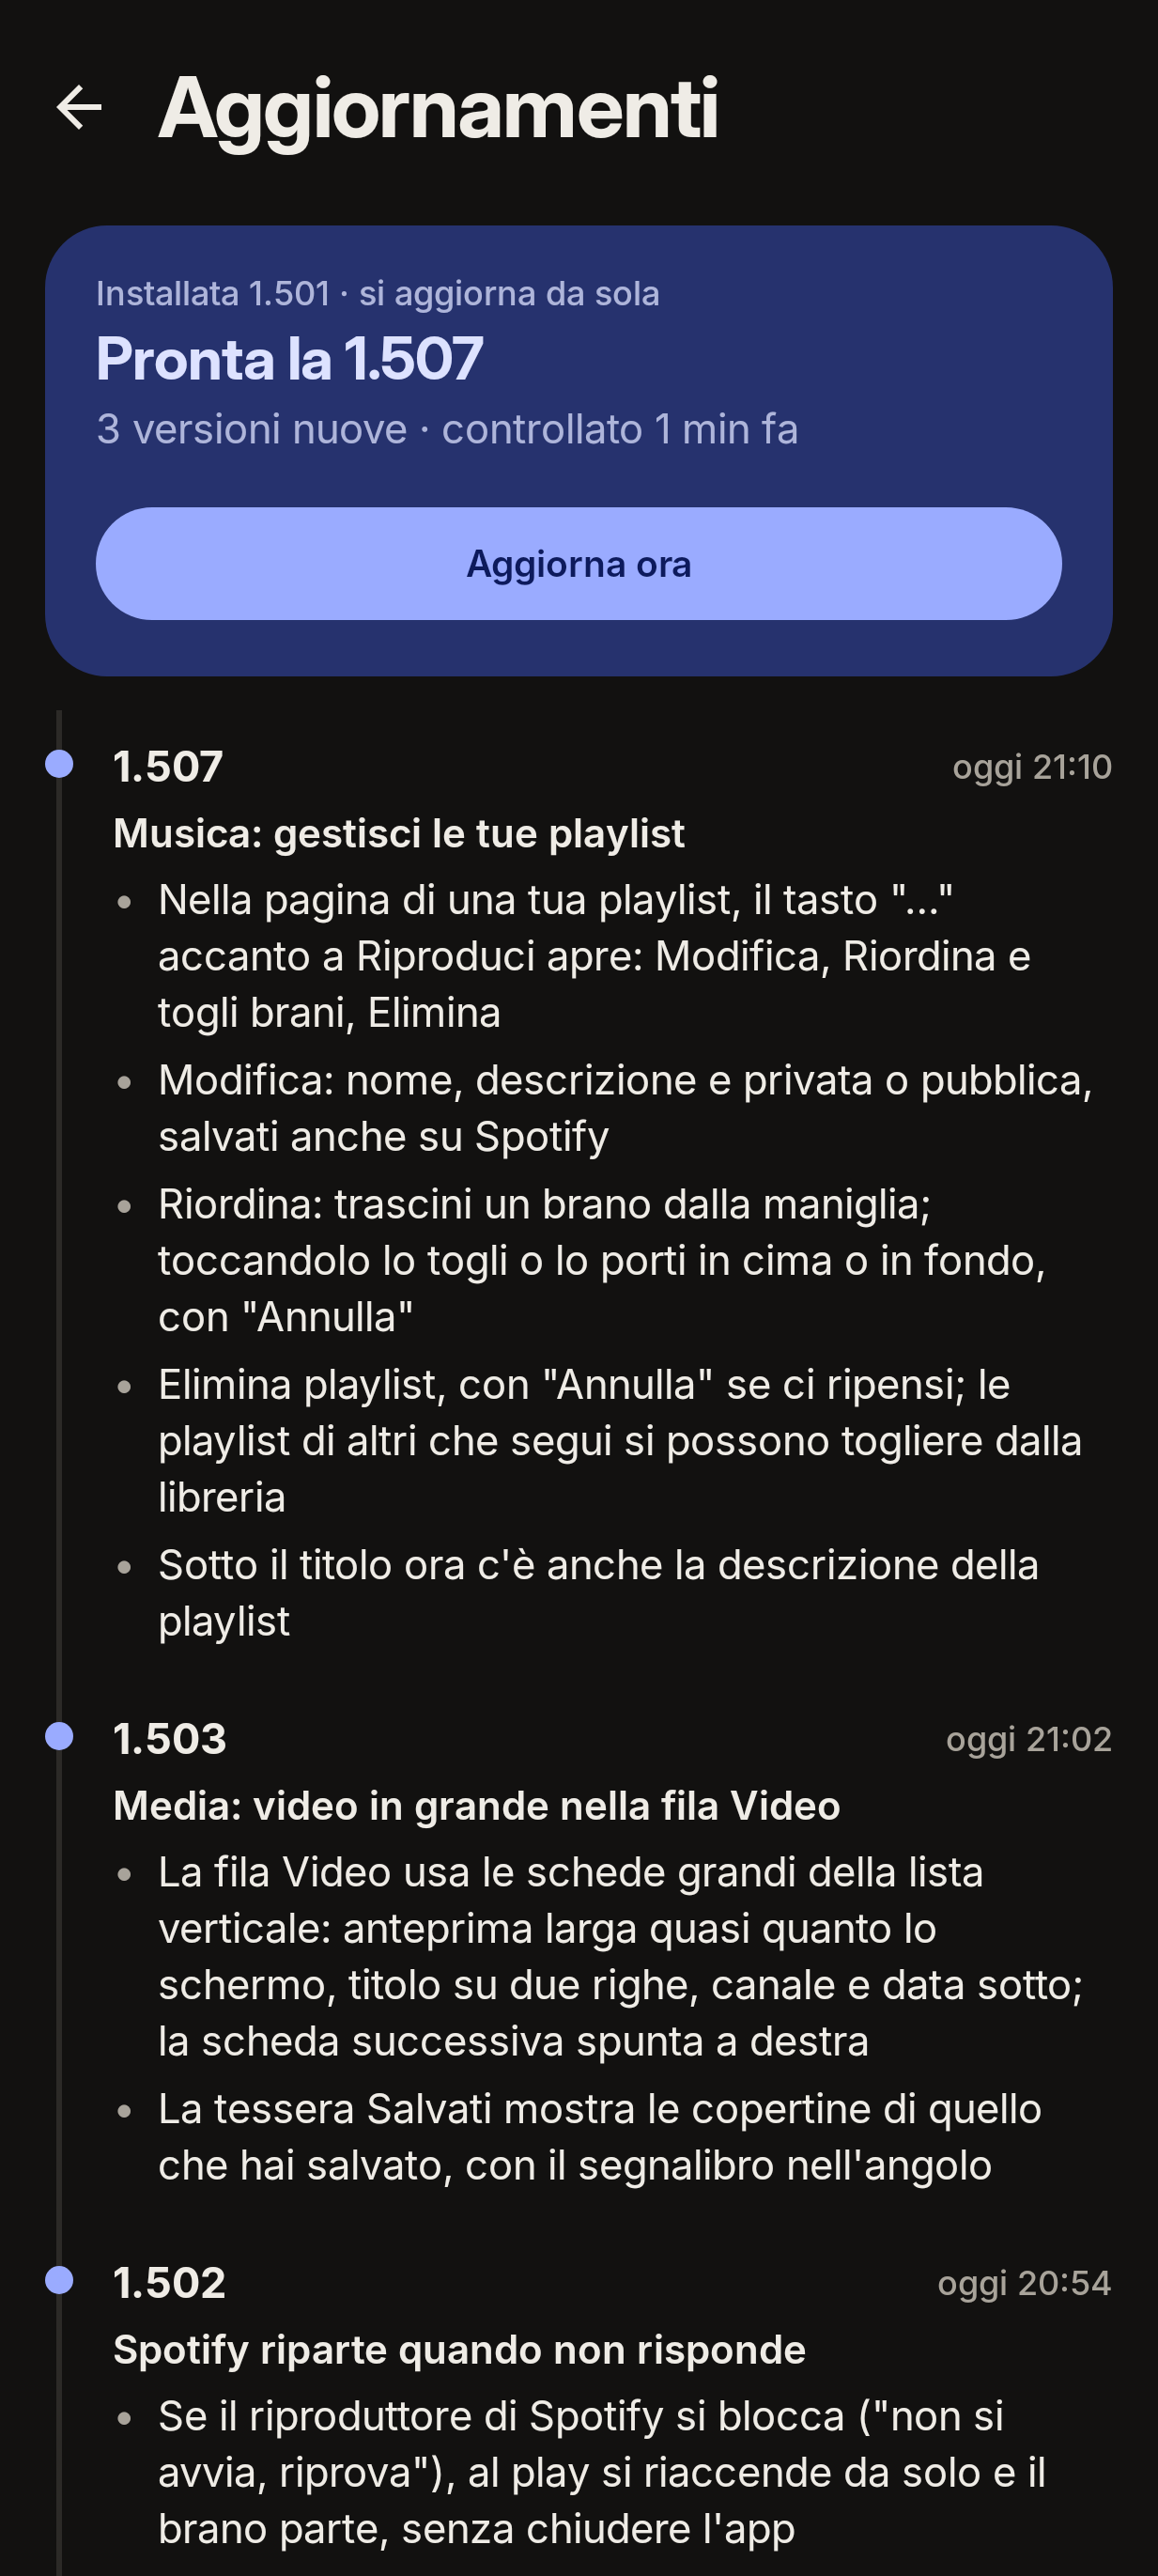 Aggiornamenti
Installata 1.501 · si aggiorna da sola
Pronta la 1.507
3 versioni nuove · controllato 1 min fa
Aggiorna ora
1.507
oggi 21:10
Musica: gestisci le tue playlist
• Nella pagina di una tua playlist, il tasto "..."
accanto a Riproduci apre: Modifica, Riordina e
togli brani, Elimina
• Modifica: nome, descrizione e privata o pubblica,
salvati anche su Spotify
• Riordina: trascini un brano dalla maniglia;
toccandolo lo togli o lo porti in cima o in fondo,
con "Annulla"
• Elimina playlist, con "Annulla" se ci ripensi; le
playlist di altri che segui si possono togliere dalla
libreria
• Sotto il titolo ora c'è anche la descrizione della
playlist
1.503
oggi 21:02
Media: video in grande nella fila Video
• La fila Video usa le schede grandi della lista
verticale: anteprima larga quasi quanto lo
schermo, titolo su due righe, canale e data sotto;
la scheda successiva spunta a destra
• La tessera Salvati mostra le copertine di quello
che hai salvato, con il segnalibro nell'angolo
1.502
oggi 20:54
Spotify riparte quando non risponde
• Se il riproduttore di Spotify si blocca ("non si
avvia, riprova"), al play si riaccende da solo e il
brano parte, senza chiudere l'app